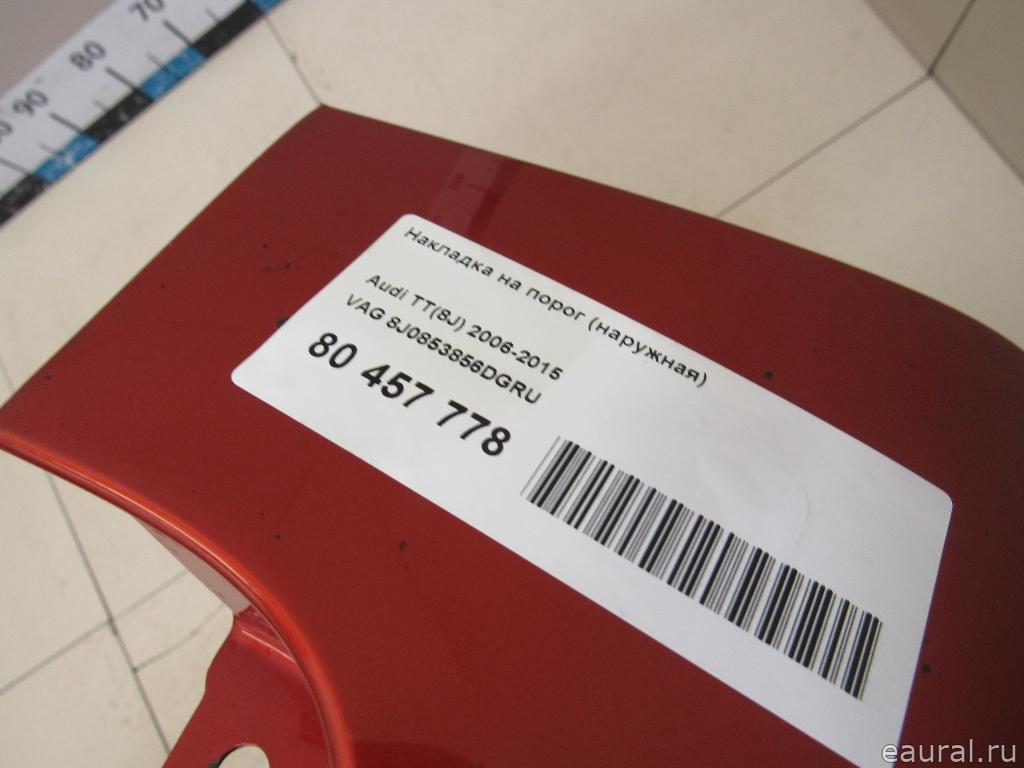 70
80
90
Накладка на порог (наружная)
Audi TT(8J) 2006-2015
VAG 8J0853856DGRU
80 457 778
eaural.ru